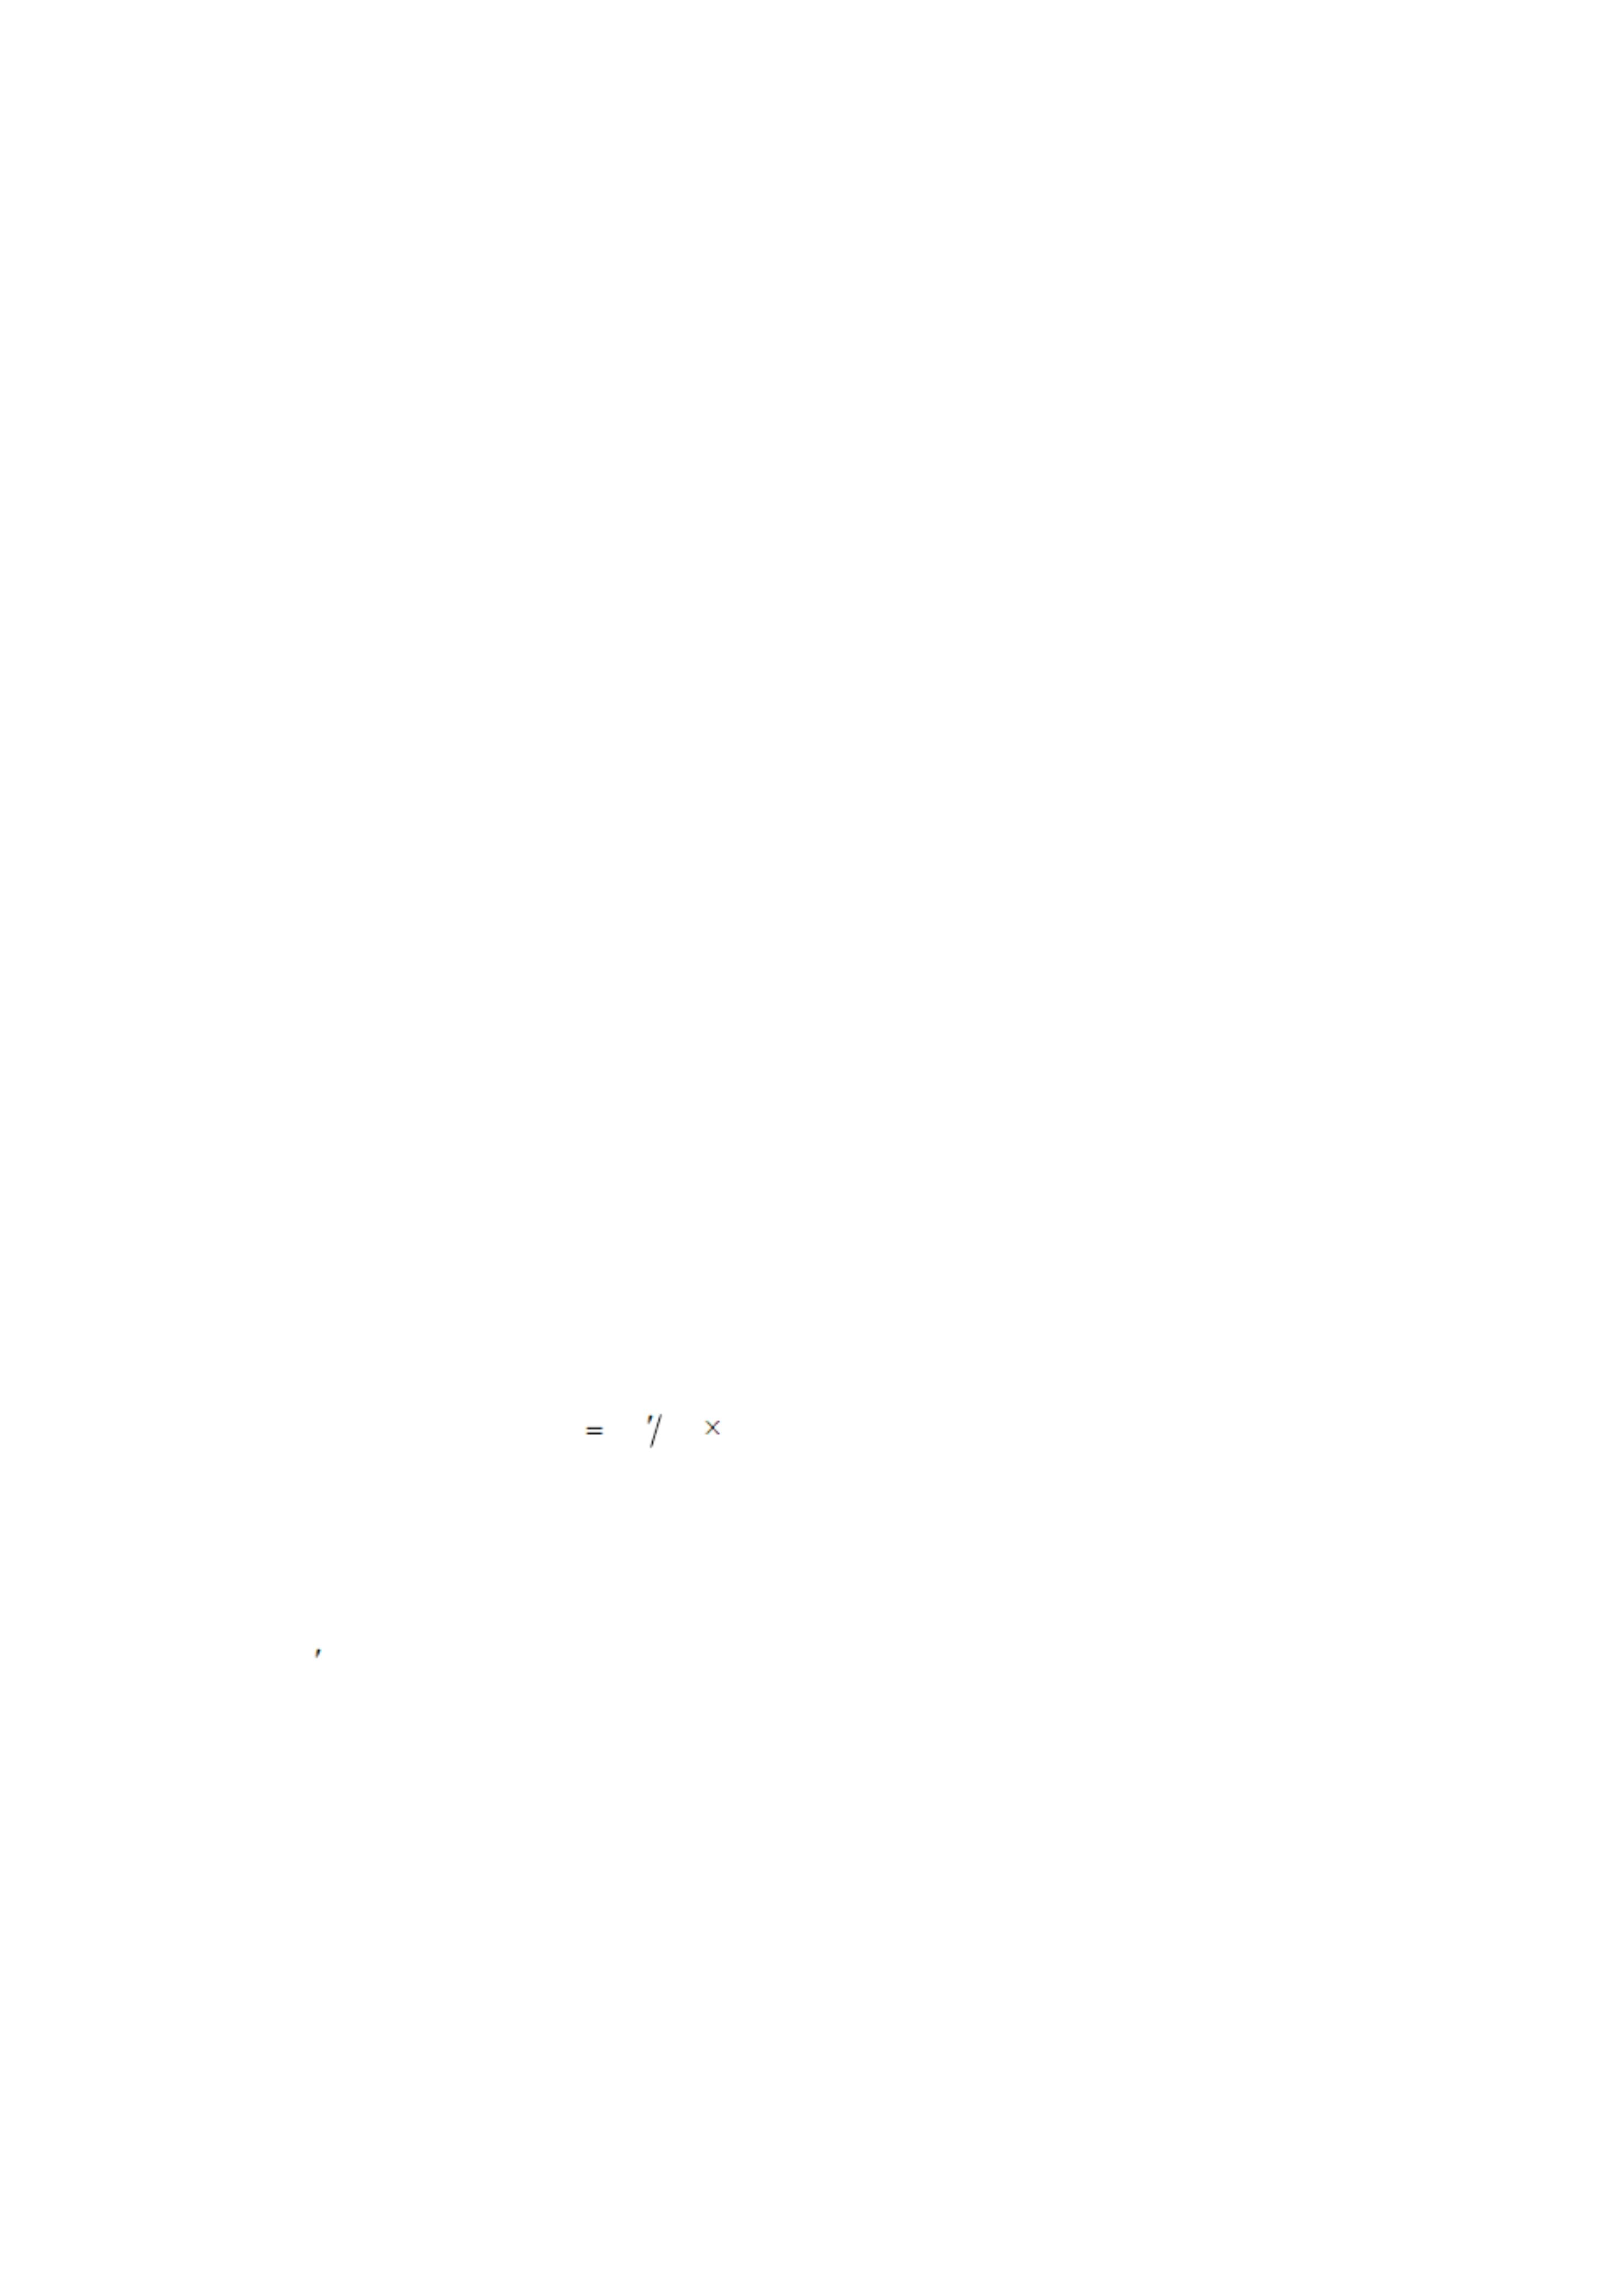 = ′/ ×
′